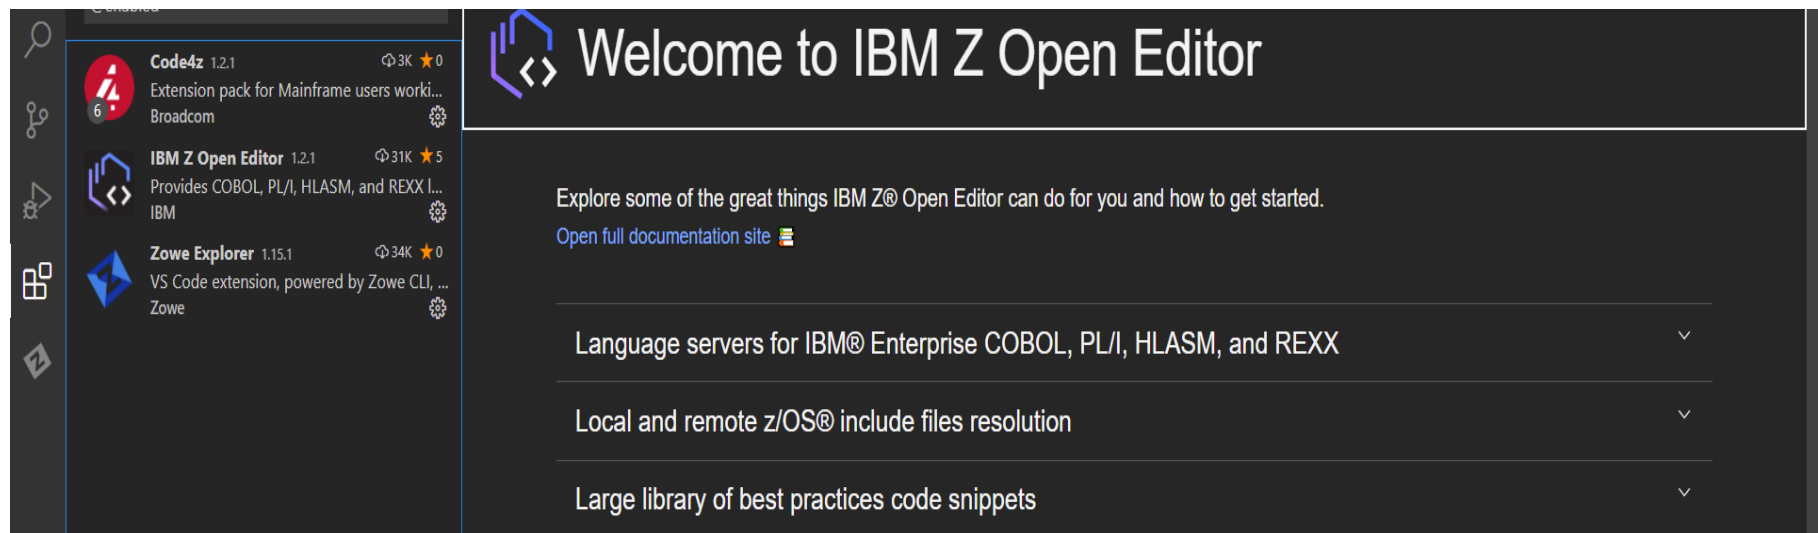 @enabled
Code4z 1.2.1 3K ★ 0
Extension pack for Mainframe users worki...
6
Broadcom
IBM Z Open Editor 1.2.1 31K ★ 5
Provides COBOL, PL/I, HLASM, and REXX l...
IBM
Zowe Explorer 1.15.1 34K ★ 0
VS Code extension, powered by Zowe CLI, ...
Zowe
Welcome to IBM Z Open Editor
Explore some of the great things IBM Z® Open Editor can do for you and how to get started.
Open full documentation site
Language servers for IBM® Enterprise COBOL, PL/I, HLASM, and REXX
Local and remote z/OS® include files resolution
Large library of best practices code snippets